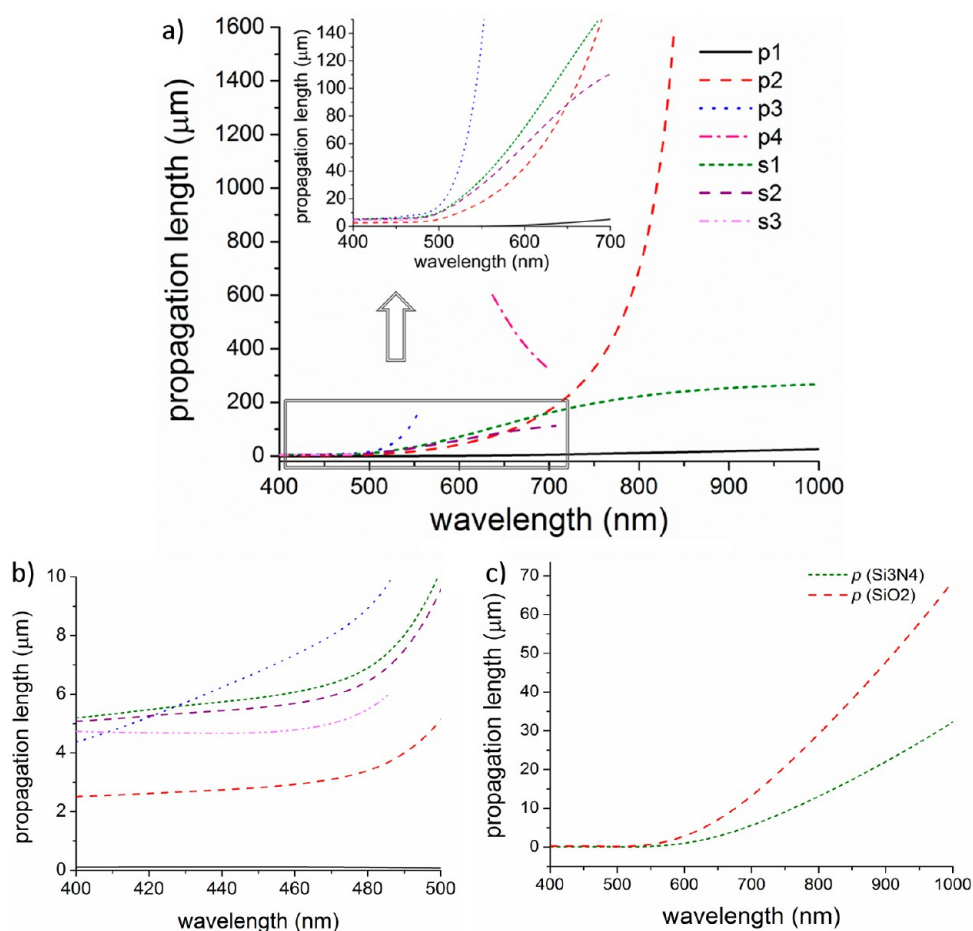 a)
propagation length (μm)
1600
1400
1200
1000
800
600
400
200
0
400 500 600 700 800 900 1000
wavelength (nm)
propagation length (μm)
140
120
100
80
60
40
20
0
400 500 600 700
wavelength (nm)
p1
p2
p3
p4
s1
s2
s3
b)
propagation length (μm)
10
8
6
4
2
0
400 420 440 460 480 500
wavelength (nm)
c)
propagation length (μm)
70
60
50
40
30
20
10
0
400 500 600 700 800 900 1000
wavelength (nm)
p (Si3N4)
p (SiO2)